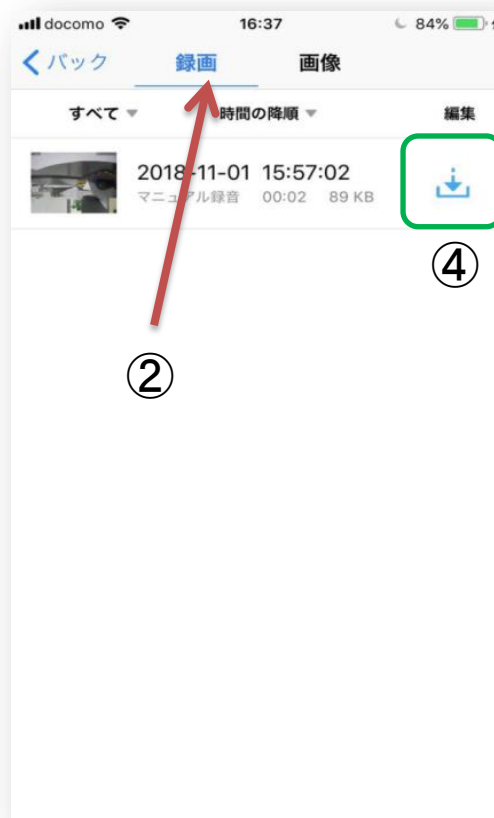 docomo 16:37 84%
バック 録画 画像
すべて 時間の降順 編集
2018-11-01 15:57:02
マニュアル録音 00:02 89 KB
④
②